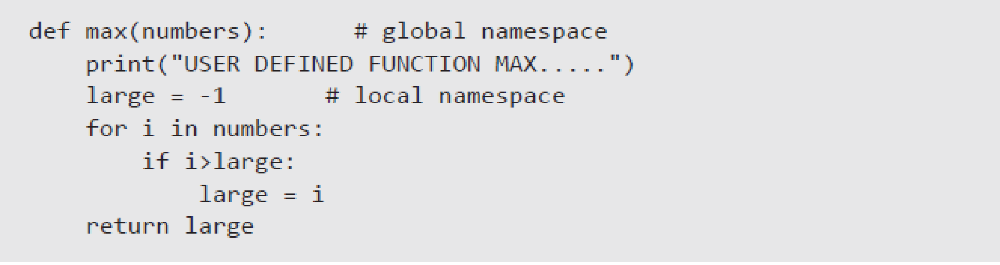 def max(numbers):      # global namespace
    print("USER DEFINED FUNCTION MAX.....")
    large = -1       # local namespace
    for i in numbers:
        if i>large:
            large = i
    return large